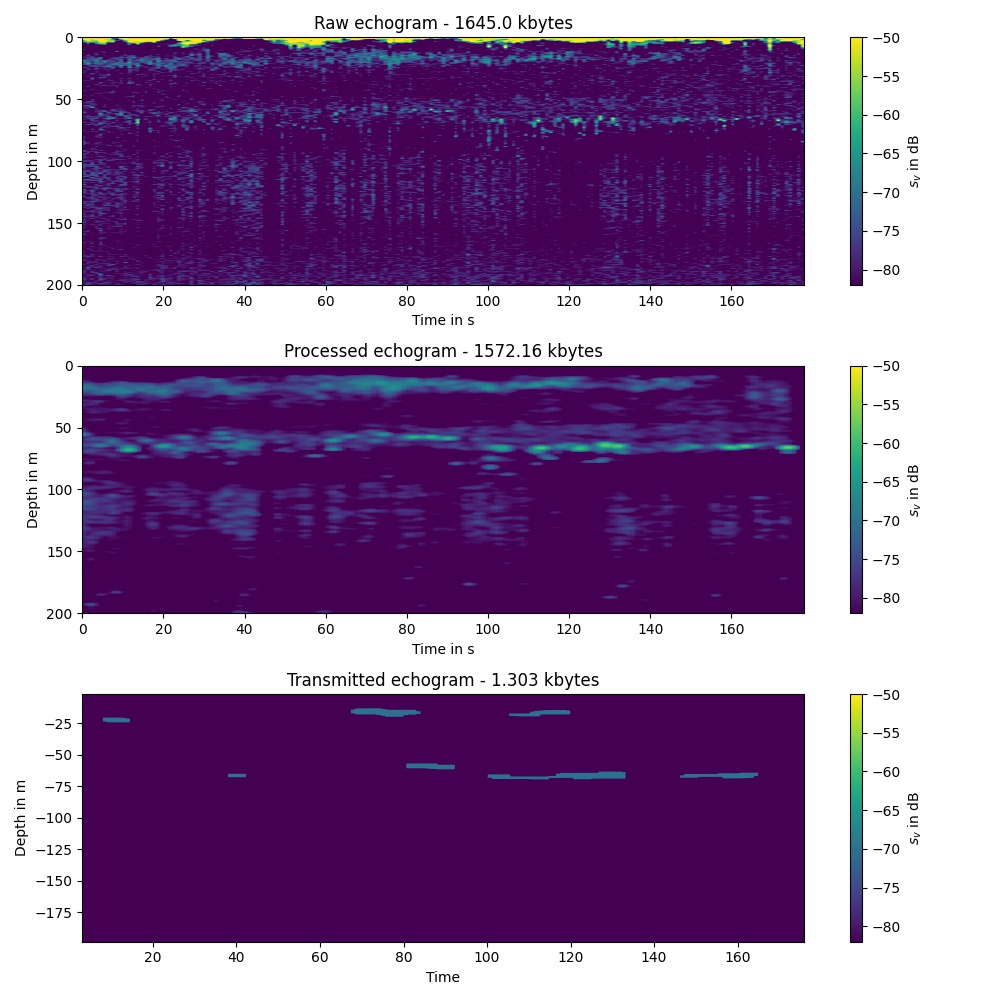 Raw echogram - 1645.0 kbytes
0
50
100
150
200
Depth in m
0 20 40 60 80 100 120 140 160
Time in s
−50
−55
−60
−65
−70
−75
−80
sᵥ in dB
Processed echogram - 1572.16 kbytes
0
50
100
150
200
Depth in m
0 20 40 60 80 100 120 140 160
Time in s
−50
−55
−60
−65
−70
−75
−80
sᵥ in dB
Transmitted echogram - 1.303 kbytes
−25
−50
−75
−100
−125
−150
−175
Depth in m
20 40 60 80 100 120 140 160
Time
−50
−55
−60
−65
−70
−75
−80
sᵥ in dB